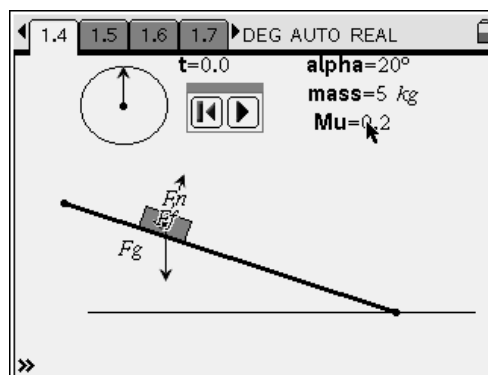 1.4 1.5 1.6 1.7 DEG AUTO REAL
t=0.0 alpha=20º
mass=5 kg
Mu=0.2
Fn
Ff
Fg
»